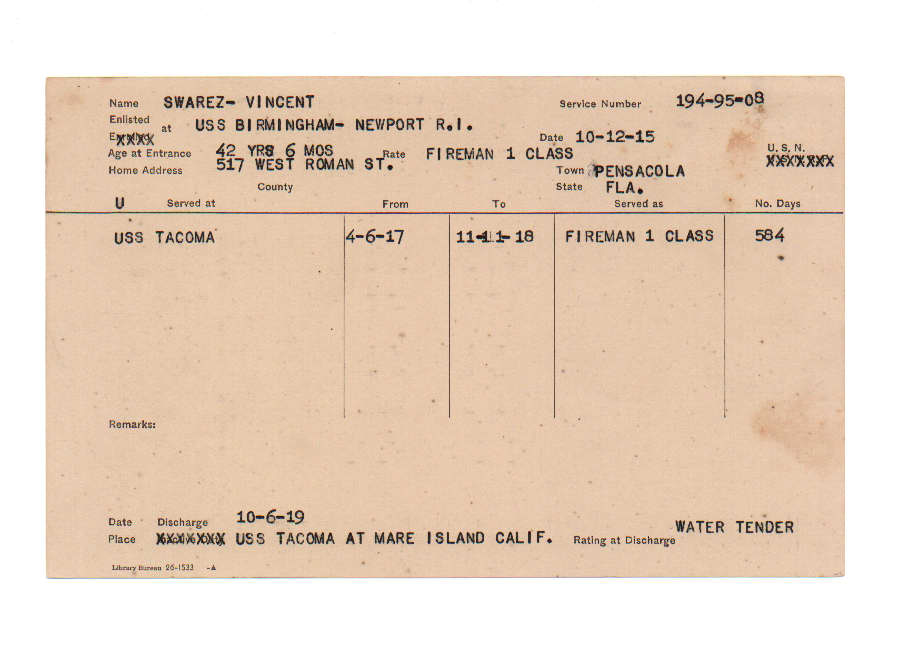 Name SWAREZ- VINCENT Service Number 194-95-08
Enlisted at USS BIRMINGHAM- NEWPORT R.I. Date 10-12-15
Age at Entrance 42 YRS 6 MOS Rate FIREMAN 1 CLASS U. S. N.
Home Address 517 WEST ROMAN ST. Town PENSACOLA
County State FLA.
U Served at From To Served as No. Days
USS TACOMA 4-6-17 11-11-18 FIREMAN 1 CLASS 584
Remarks:
Date Discharge 10-6-19
Place XXXXXXX USS TACOMA AT MARE ISLAND CALIF. Rating at Discharge WATER TENDER
Library Bureau 26-1533 -A